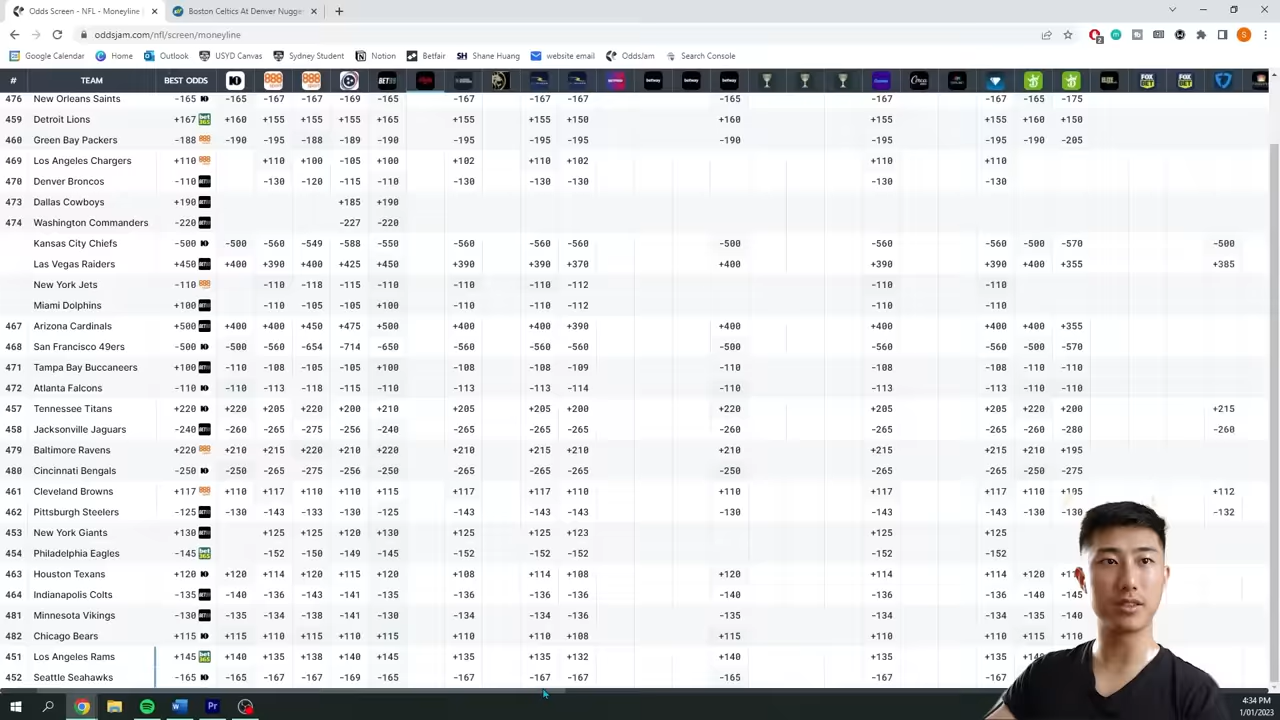 Odds Screen - NFL - Moneyline
Boston Celtics At Denver Nugge
oddsjam.com/nfl/screen/moneyline
Google Calendar Home Outlook USYD Canvas Sydney Student Notion Betfair SH Shane Huang website email OddsJam Search Console
# TEAM BEST ODDS
476 New Orleans Saints -165 -165 -167 -167 -169 -165 -167 -167 -167 -165 -167 -167 -165 -175
459 Detroit Lions +167 +160 +155 +155 +155 +165 +155 +155 +150 +160 +155 +155 +160 +150
460 Green Bay Packers -188 -190 -195 -188 -189 -190 -195 -195 -195 -190 -195 -195 -190 -205
469 Los Angeles Chargers +110 +110 +100 -105 +100 +102 +110 +102 +110 +110
470 Denver Broncos -110 -130 -120 -115 -110 -130 -130 -130 -130 -130
473 Dallas Cowboys +190 +185 +190
474 Washington Commanders -220 -227 -220
Kansas City Chiefs -500 -500 -560 -549 -588 -550 -560 -560 -560 -500 -560 -560 -500 -570 -500
Las Vegas Raiders +450 +400 +390 +400 +425 +450 +390 +390 +370 +400 +390 +390 +400 +355 +385
New York Jets -110 -110 -118 -115 -110 -110 -110 -112 -110 -110
Miami Dolphins +100 -110 -105 -105 +100 -110 -110 -112 -110 -110
467 Arizona Cardinals +500 +400 +400 +450 +475 +500 +400 +400 +390 +400 +400 +400 +400 +355
468 San Francisco 49ers -500 -500 -560 -654 -714 -650 -560 -560 -560 -500 -560 -560 -500 -570
471 Tampa Bay Buccaneers +100 -110 -108 -105 -105 +100 -108 -108 -109 -110 -108 -108 -110 -110
472 Atlanta Falcons -110 -110 -113 -118 -115 -110 -113 -113 -114 -110 -113 -113 -110 -110
457 Tennessee Titans +220 +220 +205 +220 +200 +210 +205 +205 +200 +220 +205 +205 +220 +200 +215
458 Jacksonville Jaguars -240 -260 -265 -275 -256 -240 -265 -265 -265 -260 -265 -265 -260 -280 -260
479 Baltimore Ravens +220 +210 +215 +220 +210 +220 +210 +215 +210 +210 +215 +215 +210 +195
480 Cincinnati Bengals -250 -250 -265 -275 -256 -250 -265 -265 -265 -250 -265 -265 -250 -275
461 Cleveland Browns +117 +110 +117 +110 +110 +115 +117 +117 +110 +110 +117 +117 +110 +195 +112
462 Pittsburgh Steelers -125 -130 -143 -133 -130 -125 -143 -143 -143 -130 -143 -143 -130 -130 -132
453 New York Giants +130 +125 +125 +120 +130 +125 +125 +123 +125 +125
454 Philadelphia Eagles -145 -152 -150 -149 -145 -152 -152 -152 -152 -152
463 Houston Texans +120 +120 +114 +120 +115 +120 +108 +114 +108 +120 +114 +114 +120
464 Indianapolis Colts -135 -140 -136 -143 -141 -135 -136 -136 -136 -140 -136 -136 -140 -145
481 Minnesota Vikings -130 -135 -134 -138 -141 -130 -134 -134 -134 -135 -134 -134 -135 -140
482 Chicago Bears +115 +115 +110 +115 +110 +115 +110 +110 +108 +115 +110 +110 +115 +110
451 Los Angeles Rams +145 +140 +135 +138 +140 +145 +135 +135 +132 +140 +135 +135
452 Seattle Seahawks -165 -165 -167 -167 -169 -165 -167 -167 -167 -165 -167 -167
4:34 PM
1/01/2023